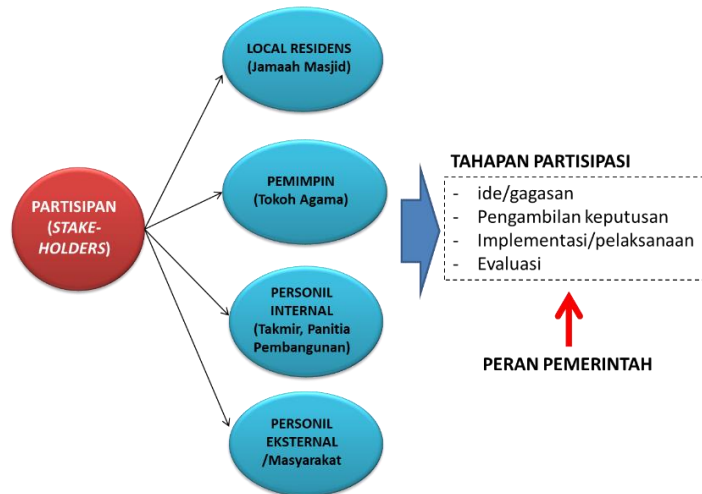 PARTISIPAN
(STAKE-
HOLDERS)
LOCAL RESIDENS
(Jamaah Masjid)
PEMIMPIN
(Tokoh Agama)
PERSONIL
INTERNAL
(Takmir, Panitia
Pembangunan)
PERSONIL
EKSTERNAL
/Masyarakat
TAHAPAN PARTISIPASI
- ide/gagasan
- Pengambilan keputusan
- Implementasi/pelaksanaan
- Evaluasi
PERAN PEMERINTAH